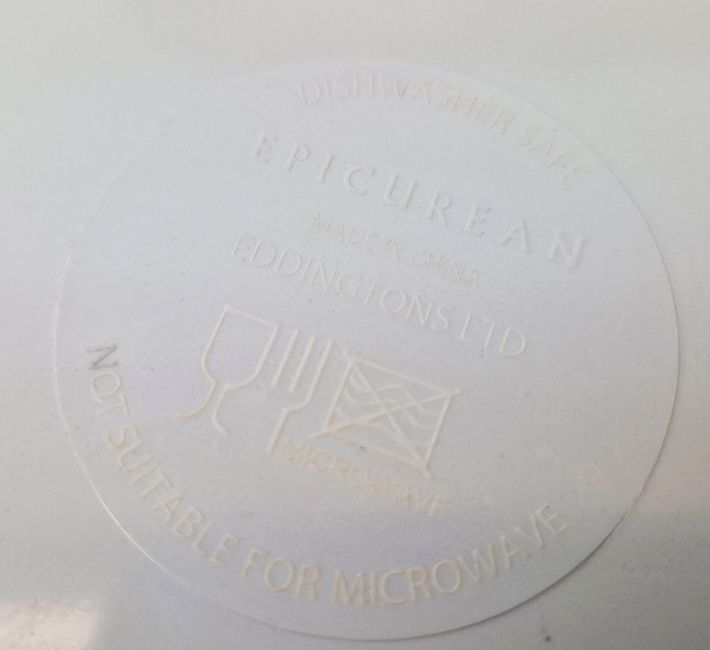 DISHWASHER SAFE
EPICUREAN
MADE IN CHINA
EDDINGTONS LTD
MICROWAVE
NOT SUITABLE FOR MICROWAVE